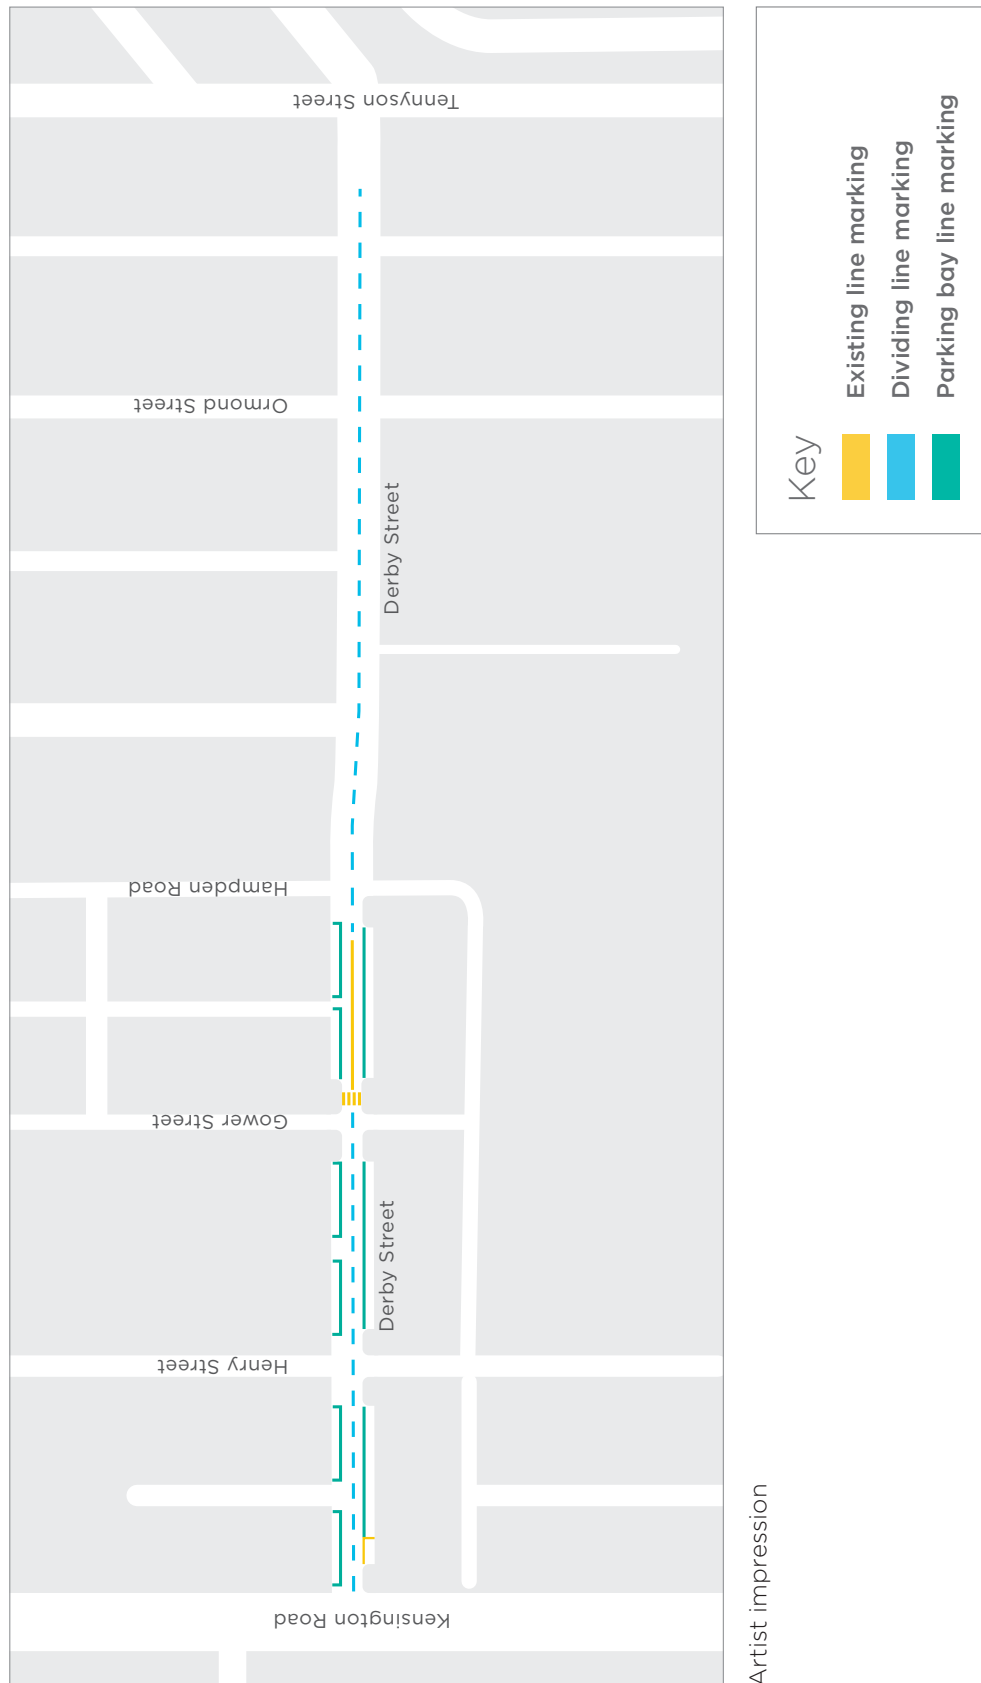 Tennyson Street
Ormond Street
Derby Street
Hampden Road
Gower Street
Derby Street
Henry Street
Kensington Road
Artist impression
Key
Existing line marking
Dividing line marking
Parking bay line marking